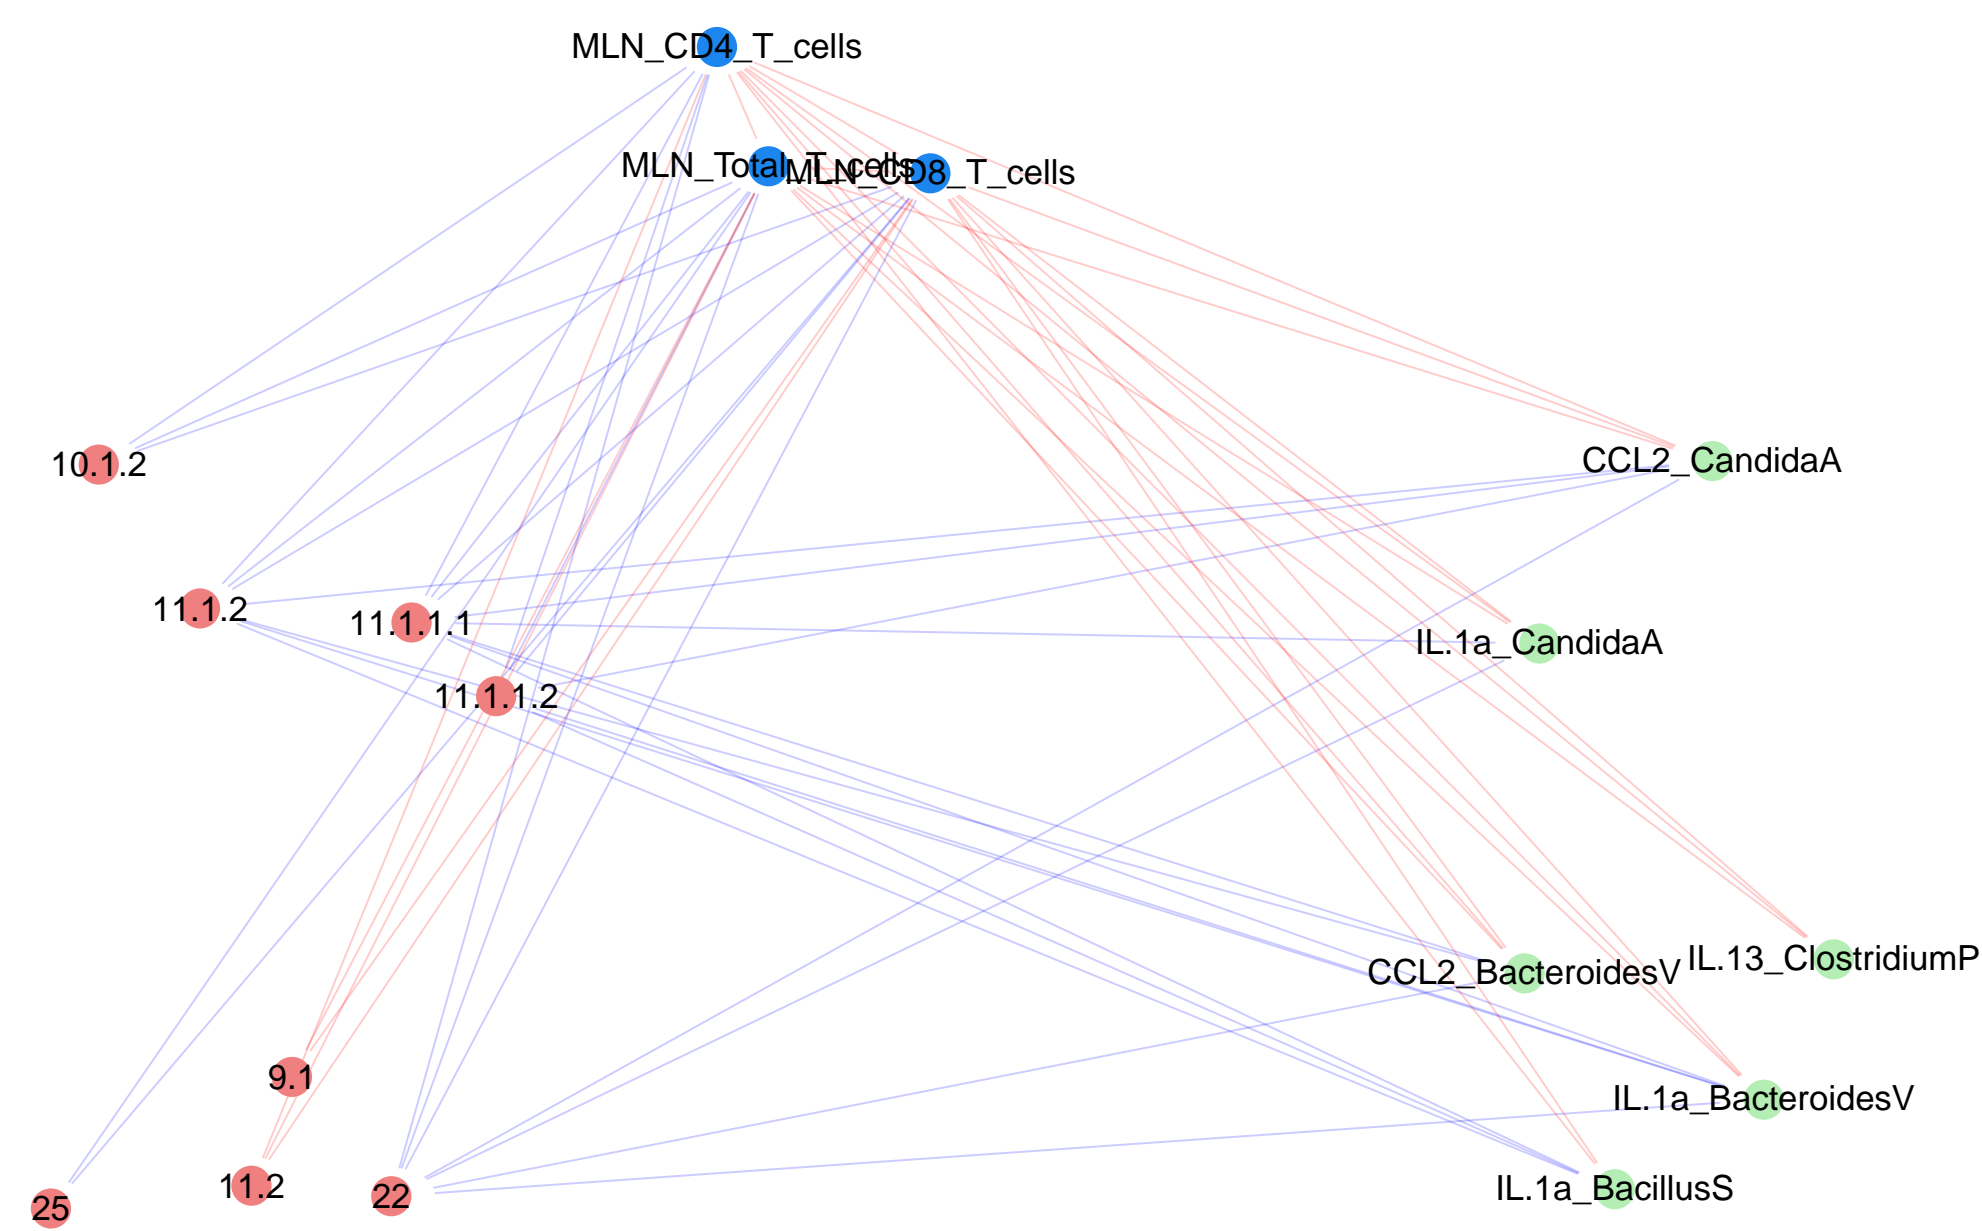 MLN_CD4_T_cells
MLN_Total_T_cells
MLN_CD8_T_cells
10.1.2
CCL2_CandidaA
11.1.2
11.1.1.1
IL.1a_CandidaA
11.1.1.2
CCL2_BacteroidesV
IL.13_ClostridiumP
9.1
IL.1a_BacteroidesV
25
11.2
22
IL.1a_BacillusS